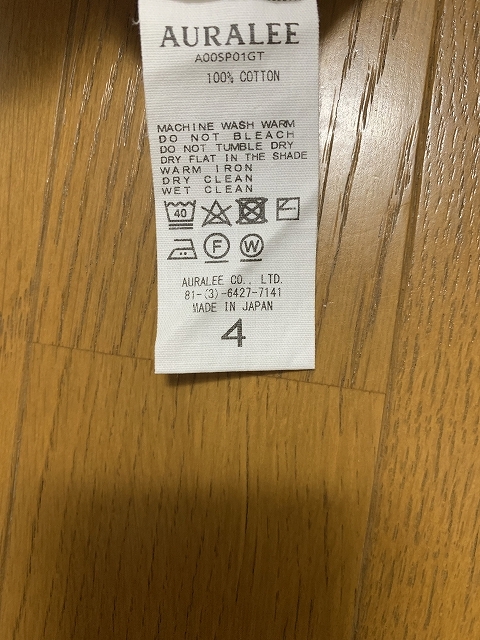 AURALEE
A00SP01GT
100% COTTON
MACHINE WASH WARM
DO NOT BLEACH
DO NOT TUMBLE DRY
DRY FLAT IN THE SHADE
WARM IRON
DRY CLEAN
WET CLEAN
40
F W
AURALEE CO., LTD.
81-(3)-6427-7141
MADE IN JAPAN
4